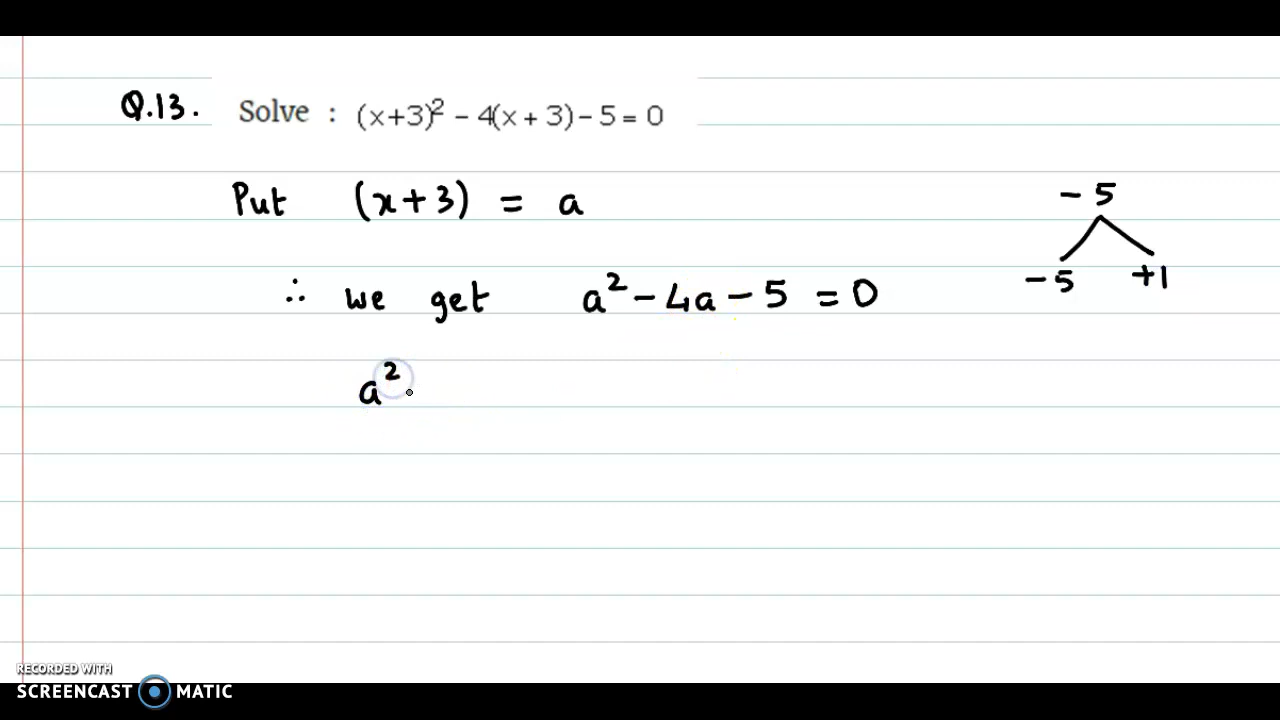 Q.13. Solve : (x+3)² – 4(x + 3) – 5 = 0
Put (x+3) = a
– 5
– 5 +1
∴ we get a² – 4a – 5 = 0
a²
RECORDED WITH
SCREENCAST MATIC